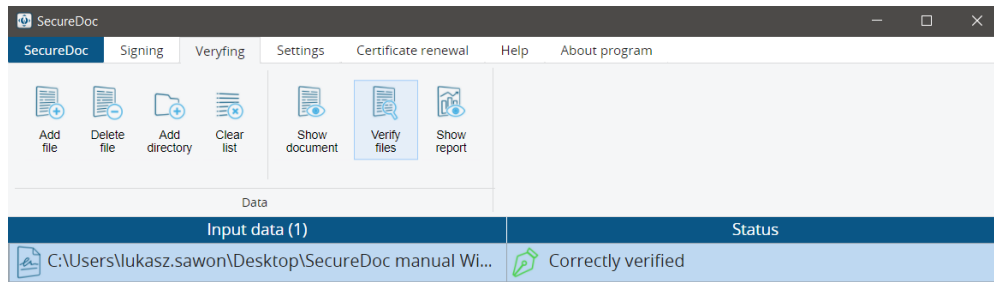 SecureDoc
SecureDoc Signing Veryfing Settings Certificate renewal Help About program
Add file
Delete file
Add directory
Clear list
Show document
Verify files
Show report
Data
Input data (1) Status
C:\Users\lukasz.sawon\Desktop\SecureDoc manual Wi... Correctly verified